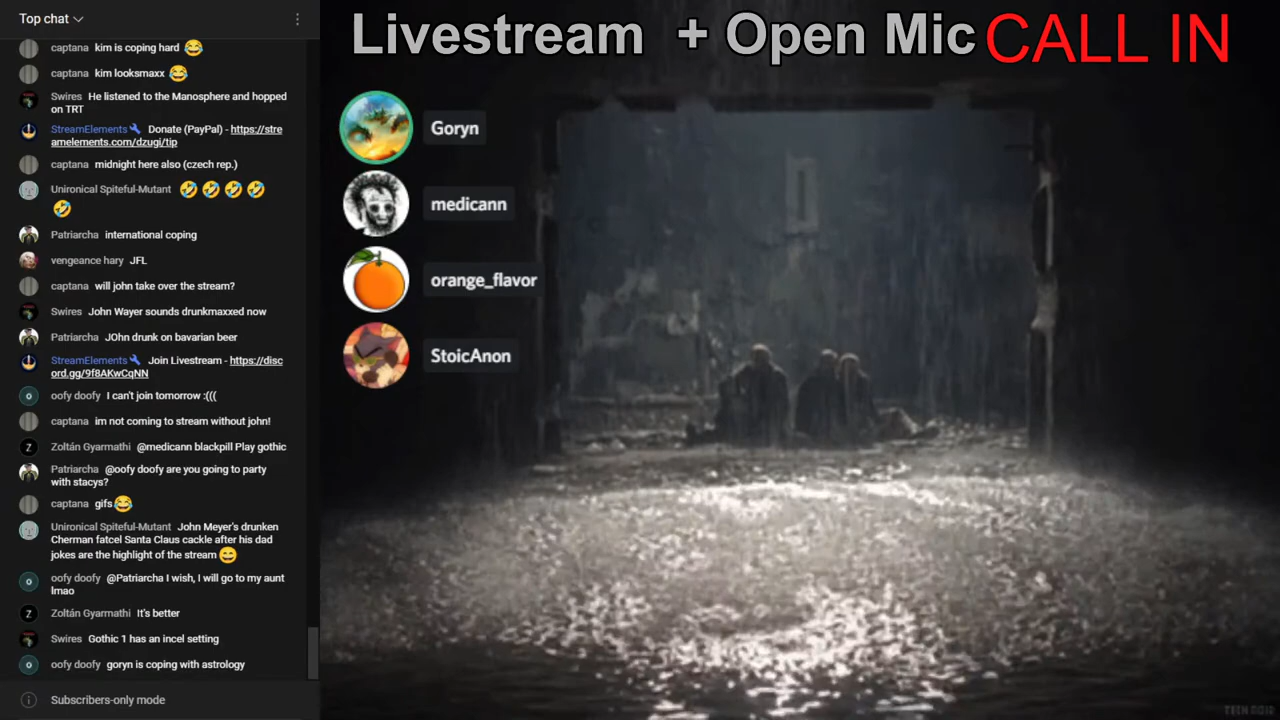 Top chat
captana kim is coping hard 😂
captana kim looksmaxx 😂
Swires He listened to the Manosphere and hopped
on TRT
StreamElements Donate (PayPal) - https://stre
amelements.com/dzugi/tip
captana midnight here also (czech rep.)
Unironical Spiteful-Mutant 🤣🤣🤣🤣
🤣
Patriarcha international coping
vengeance hary JFL
captana will john take over the stream?
Swires John Wayer sounds drunkmaxxed now
Patriarcha JOhn drunk on bavarian beer
StreamElements Join Livestream - https://disc
ord.gg/9f8AKwCqNN
oofy doofy I can't join tomorrow :(((
captana im not coming to stream without john!
Zoltán Gyarmathi @medicann blackpill Play gothic
Patriarcha @oofy doofy are you going to party
with stacys?
captana gifs😂
Unironical Spiteful-Mutant John Meyer's drunken
Cherman fatcel Santa Claus cackle after his dad
jokes are the highlight of the stream 😄
oofy doofy @Patriarcha I wish, I will go to my aunt
lmao
Zoltán Gyarmathi It's better
Swires Gothic 1 has an incel setting
oofy doofy goryn is coping with astrology
Subscribers-only mode
Livestream + Open Mic CALL IN
Goryn
medicann
orange_flavor
StoicAnon